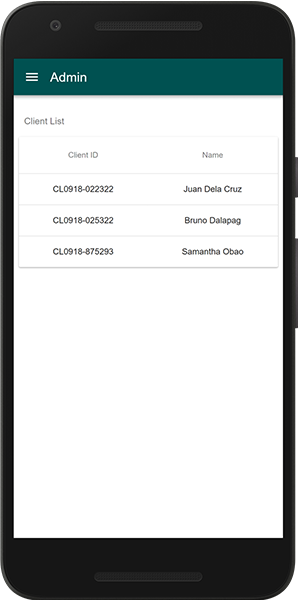 Admin
Client List
Client ID Name
CL0918-022322 Juan Dela Cruz
CL0918-025322 Bruno Dalapag
CL0918-875293 Samantha Obao